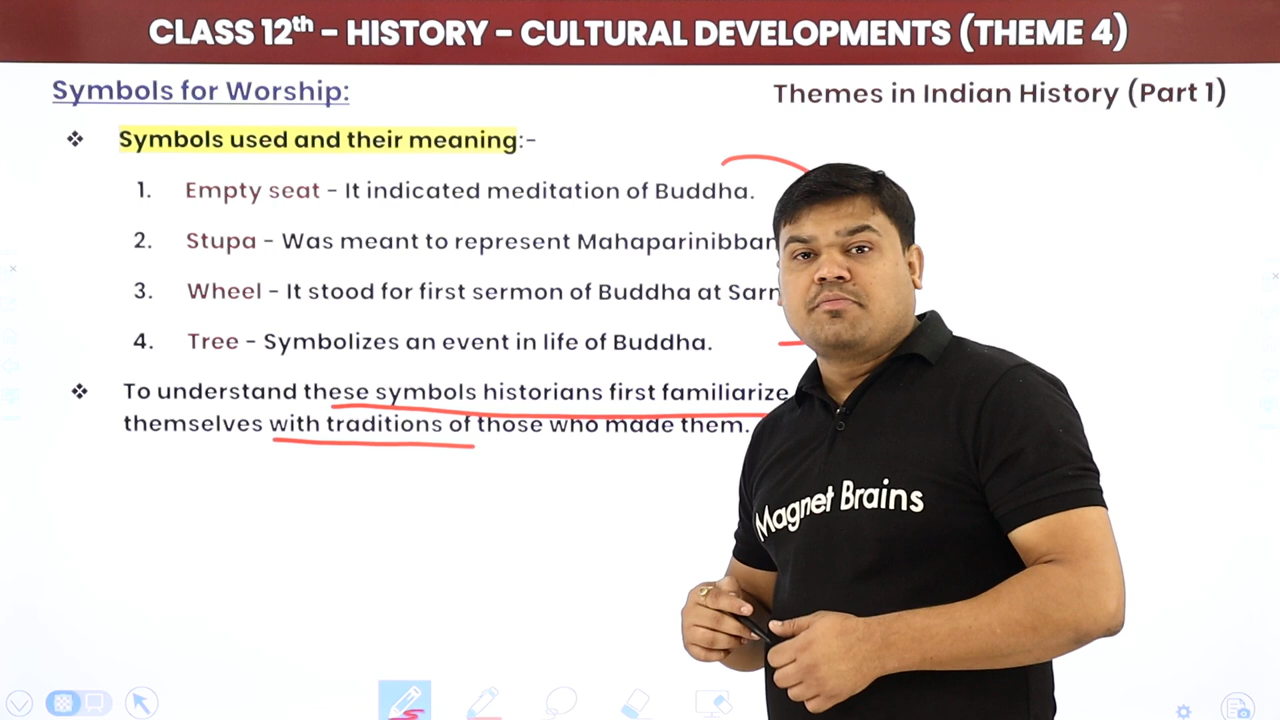 CLASS 12th – HISTORY – CULTURAL DEVELOPMENTS (THEME 4)
Symbols for Worship:
Themes in Indian History (Part 1)
❖ Symbols used and their meaning:-
1. Empty seat – It indicated meditation of Buddha.
2. Stupa – Was meant to represent
3. Wheel – It stood for first sermon of Buddha at
4. Tree – Symbolizes an event in life of Buddha.
❖ To understand these symbols historians first familiarize
themselves with traditions of those who made them.
Magnet Brains